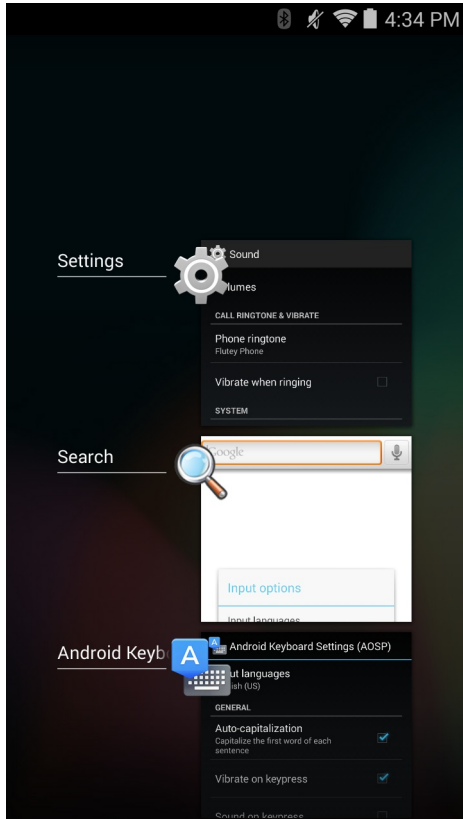 4:34 PM
Settings
Sound
lumes
CALL RINGTONE & VIBRATE
Phone ringtone
Flutey Phone
Vibrate when ringing
SYSTEM
Search
Google
Input options
Input languages
Android Keyb
A
A
Android Keyboard Settings (AOSP)
ut languages
lish (US)
GENERAL
Auto-capitalization
Capitalize the first word of each
sentence
Vibrate on keypress
Sound on keypress